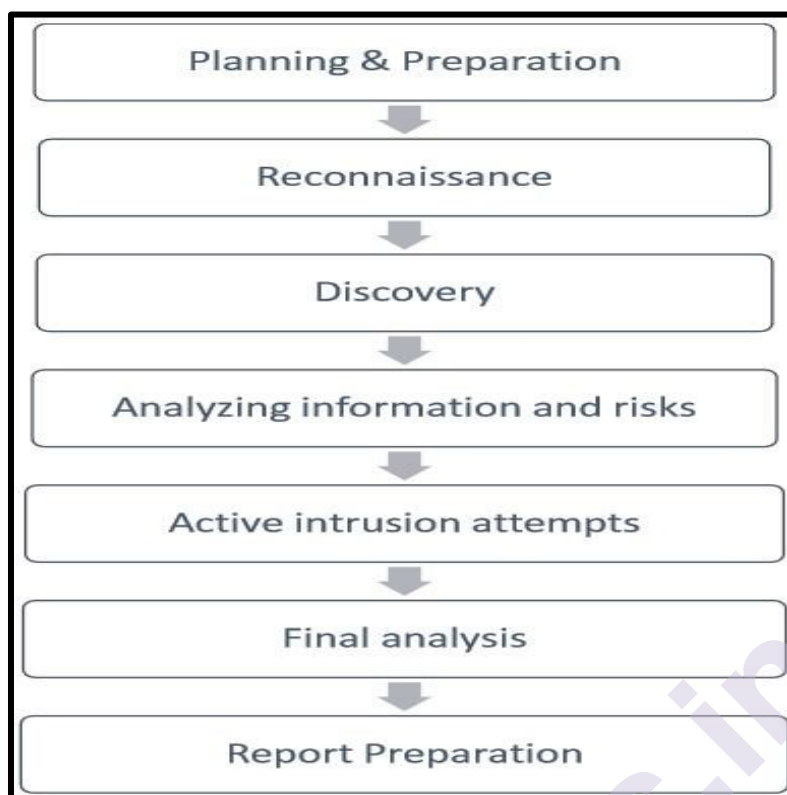 Planning & Preparation
Reconnaissance
Discovery
Analyzing information and risks
Active intrusion attempts
Final analysis
Report Preparation